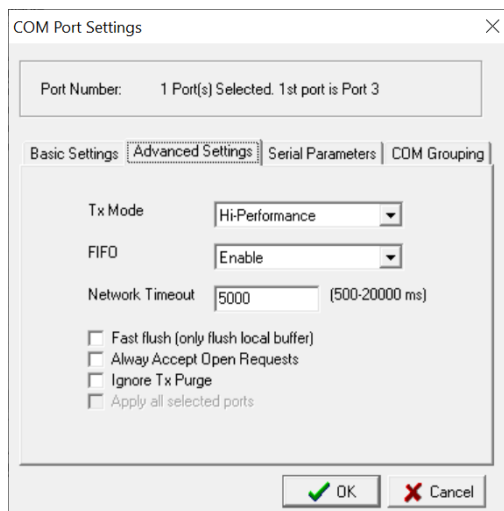 COM Port Settings
Port Number: 1 Port(s) Selected. 1st port is Port 3
Basic Settings Advanced Settings Serial Parameters COM Grouping
Tx Mode Hi-Performance
FIFO Enable
Network Timeout 5000 (500-20000 ms)
Fast flush (only flush local buffer)
Alway Accept Open Requests
Ignore Tx Purge
Apply all selected ports
OK Cancel